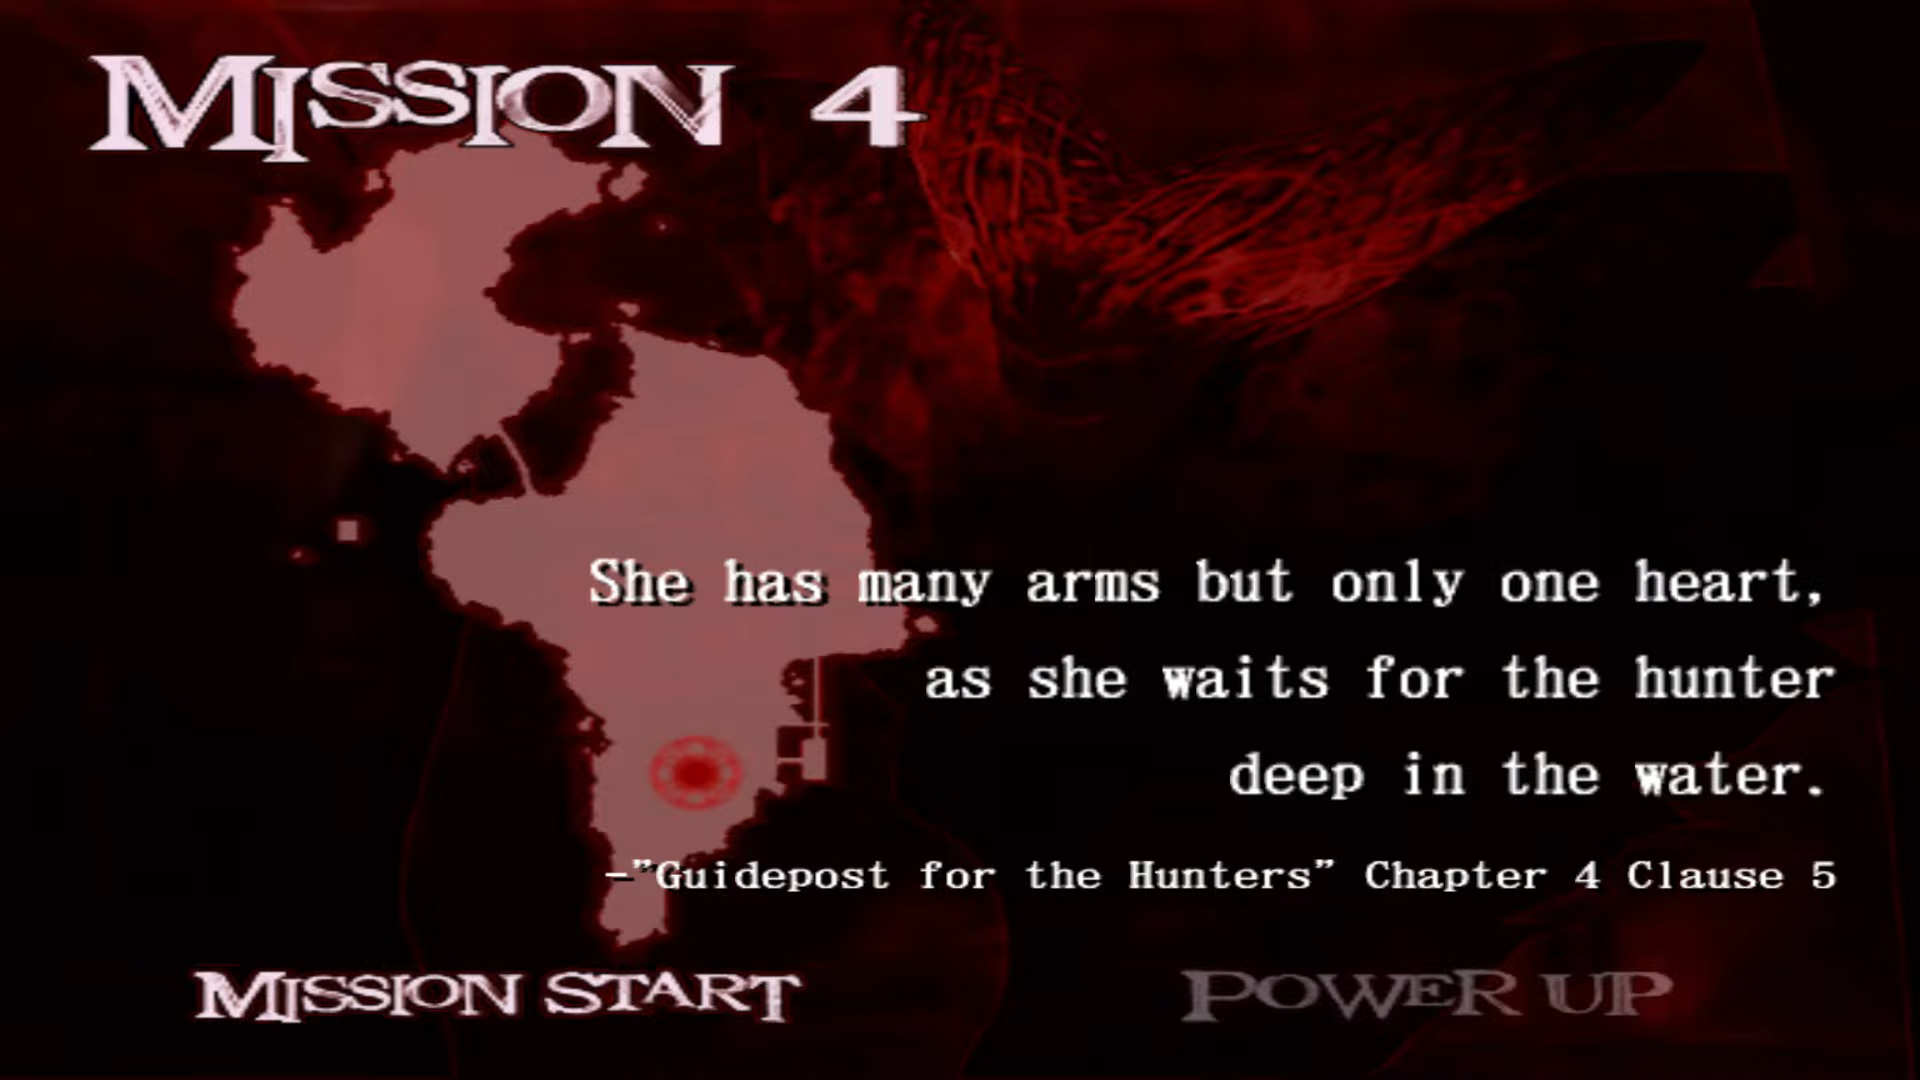 MISSION 4
She has many arms but only one heart,
as she waits for the hunter
deep in the water.
-"Guidepost for the Hunters" Chapter 4 Clause 5
MISSION START
POWER UP